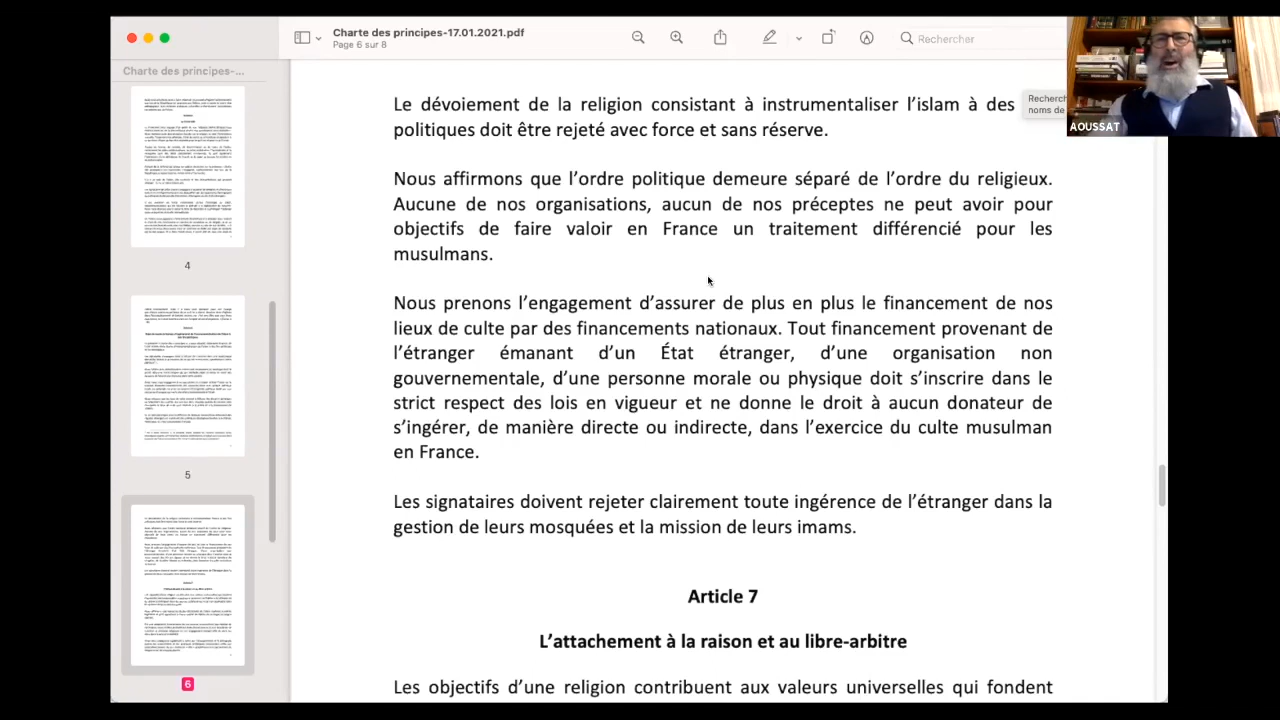 Charte des principes-17.01.2021.pdf
Page 6 sur 8
Rechercher
Charte des principes-...
Recherch
noms de
AOUSSAT
4
5
6
Le dévoiement de la religion consistant à instrumentaliser l'islam à des
politiques doit être rejeté avec force et sans réserve.
Nous affirmons que l'ordre politique demeure séparé de l'ordre du religieux.
Aucun de nos organismes, aucun de nos préceptes ne peut avoir pour
objectifs de faire valoir en France un traitement différencié pour les
musulmans.
Nous prenons l'engagement d'assurer de plus en plus le financement de nos
lieux de culte par des financements nationaux. Tout financement provenant de
l'étranger émanant d'un État étranger, d'une organisation non
gouvernementale, d'une personne morale ou physique doit s'inscrire dans le
strict respect des lois en vigueur et ne donne le droit à aucun donateur de
s'ingérer, de manière directe ou indirecte, dans l'exercice du culte musulman
en France.
Les signataires doivent rejeter clairement toute ingérence de l'étranger dans la
gestion de leurs mosquées et la mission de leurs imams.
Article 7
L'attachement à la raison et au libre-arbitre
Les objectifs d'une religion contribuent aux valeurs universelles qui fondent